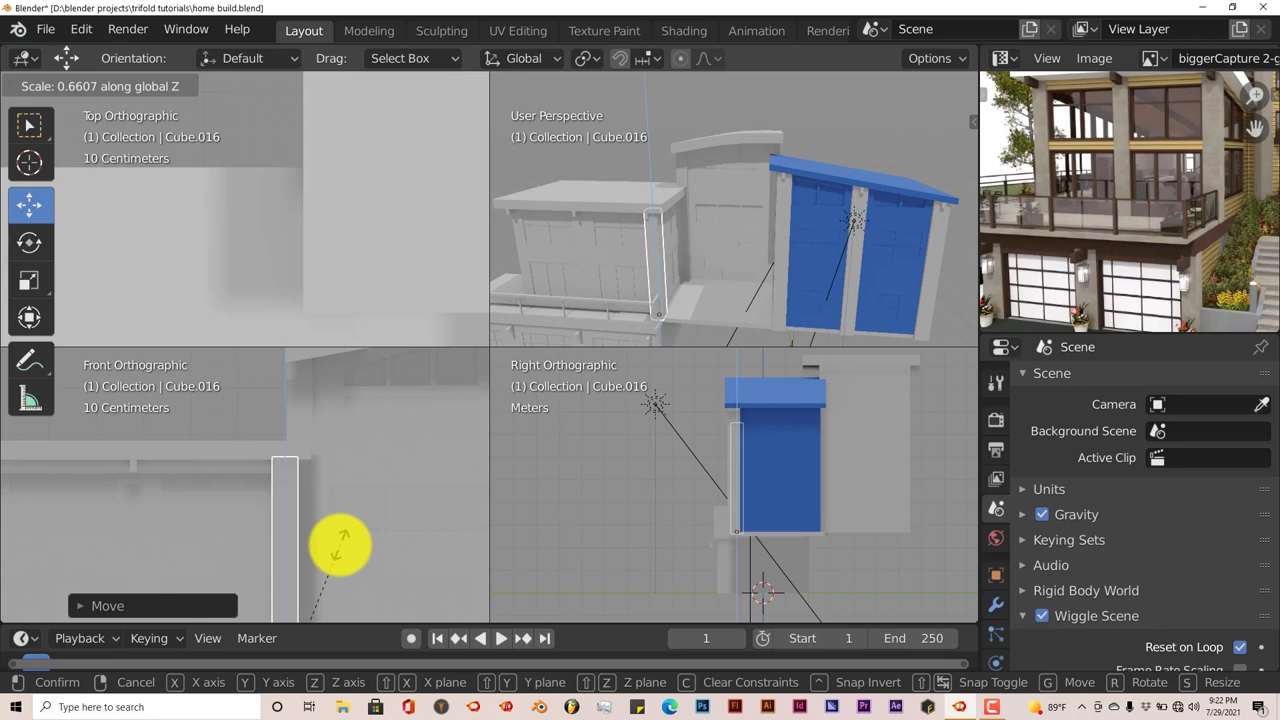 Blender* [D:\blender projects\trifold tutorials\home build.blend]
File Edit Render Window Help Layout Modeling Sculpting UV Editing Texture Paint Shading Animation Renderi Scene View Layer
Orientation: Default Drag: Select Box Global Options View Image biggerCapture 2-g
Scale: 0.6607 along global Z
Top Orthographic
(1) Collection | Cube.016
10 Centimeters
User Perspective
(1) Collection | Cube.016
Front Orthographic
(1) Collection | Cube.016
10 Centimeters
Right Orthographic
(1) Collection | Cube.016
Meters
Move
Scene
Scene
Camera
Background Scene
Active Clip
Units
Gravity
Keying Sets
Audio
Rigid Body World
Wiggle Scene
Reset on Loop
Frame Rate Scaling
Playback Keying View Marker 1 Start 1 End 250
Confirm Cancel X X axis Y Y axis Z Z axis X X plane Y Y plane Z Z plane C Clear Constraints Snap Invert Snap Toggle G Move R Rotate S Resize
Type here to search
89°F
9:22 PM
7/29/2021